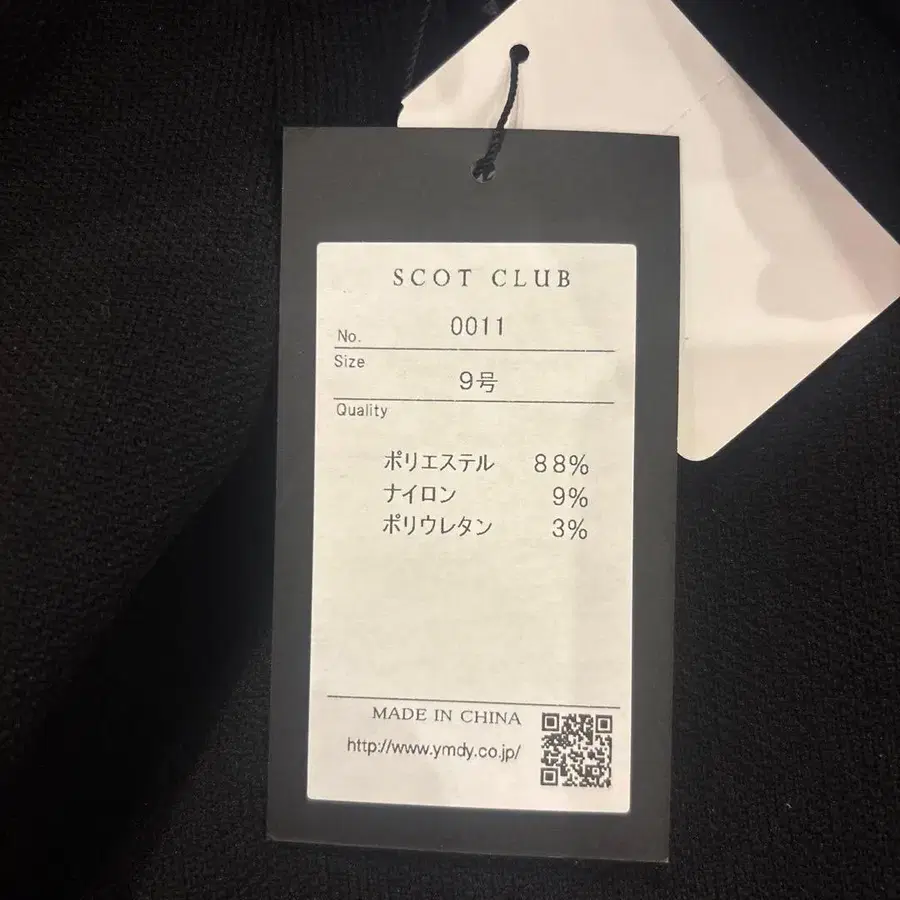 SCOT CLUB
No. 0011
Size
9号
Quality
ポリエステル 88%
ナイロン 9%
ポリウレタン 3%
MADE IN CHINA
http://www.ymdy.co.jp/